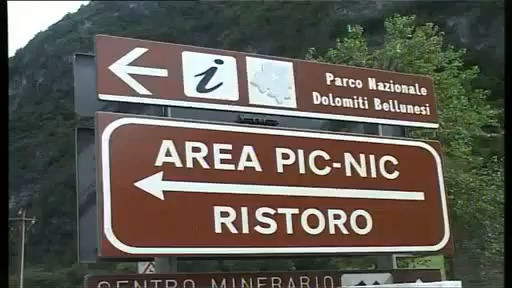 i
Parco Nazionale
Dolomiti Bellunesi
AREA PIC-NIC
RISTORO
CENTRO MINERARIO